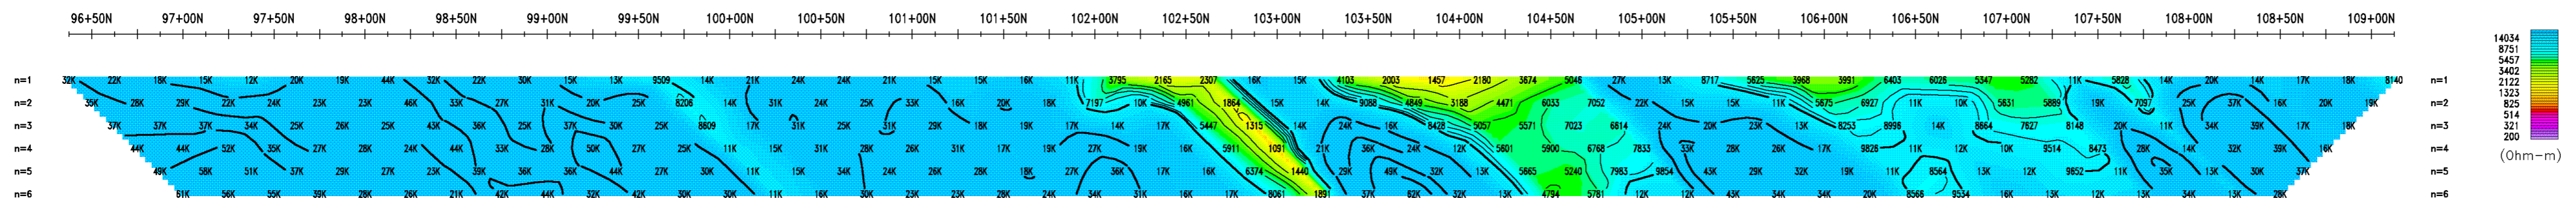 96+50N 97+00N 97+50N 98+00N 98+50N 99+00N 99+50N 100+00N 100+50N 101+00N 101+50N 102+00N 102+50N 103+00N 103+50N 104+00N 104+50N 105+00N 105+50N 106+00N 106+50N 107+00N 107+50N 108+00N 108+50N 109+00N
n=1 32K 22K 18K 15K 12K 20K 19K 44K 32K 22K 30K 15K 13K 9509 14K 21K 24K 24K 21K 18K 15K 16K 11K 3795 2165 2307 16K 15K 4103 2003 1457 2180 3674 5046 27K 13K 8717 5625 3968 3991 6403 6026 5347 5282 11K 5828 14K 20K 14K 17K 18K 8140 n=1
n=2 35K 28K 29K 22K 24K 23K 23K 46K 33K 27K 31K 20K 25K 8206 14K 31K 24K 25K 33K 16K 20K 18K 7197 10K 4961 1864 15K 14K 9088 4849 3188 4471 6033 7052 22K 15K 15K 11K 5875 6927 11K 10K 5631 5889 19K 7097 25K 37K 16K 20K 19K n=2
n=3 37K 37K 37K 34K 25K 26K 25K 43K 36K 25K 37K 30K 25K 8809 17K 31K 25K 31K 29K 18K 19K 17K 14K 17K 5447 1315 14K 24K 16K 8428 5057 5571 7023 6814 24K 20K 23K 13K 8253 8996 14K 8664 7627 8148 20K 11K 34K 39K 17K 18K n=3
n=4 44K 44K 52K 35K 27K 28K 24K 44K 33K 28K 50K 27K 25K 11K 15K 31K 28K 26K 31K 17K 19K 27K 19K 16K 5911 1091 21K 36K 24K 12K 5801 5900 6768 7833 33K 28K 26K 17K 9826 11K 12K 10K 9514 8473 28K 14K 32K 39K 16K n=4
n=5 49K 58K 51K 37K 29K 27K 23K 39K 36K 36K 44K 27K 30K 11K 15K 34K 24K 26K 28K 18K 19K 36K 17K 16K 6374 1440 29K 49K 32K 13K 5665 5240 7983 9854 43K 29K 28K 20K 19K 11K 8564 13K 12K 9852 11K 35K 13K 30K 37K n=5
n=6 61K 56K 55K 39K 28K 26K 21K 42K 44K 32K 42K 30K 30K 11K 16K 30K 23K 23K 28K 24K 34K 31K 16K 17K 8061 1891 37K 62K 32K 13K 4794 5781 12K 12K 43K 34K 34K 20K 8566 9534 16K 13K 12K 13K 34K 13K 28K n=6
14034
8751
5457
3402
2122
1323
825
514
321
200
(Ohm-m)